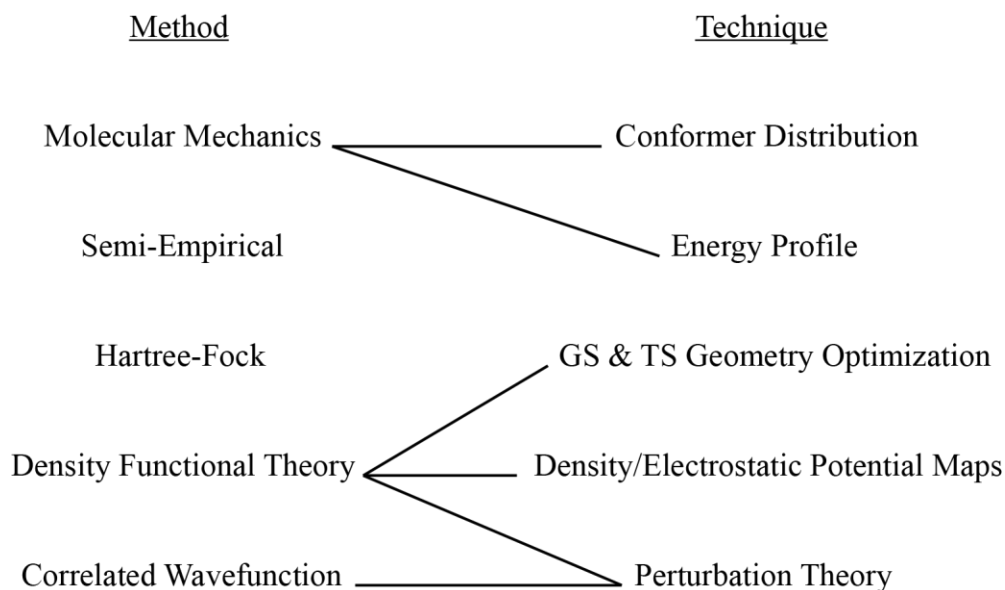 Method Technique
Molecular Mechanics Conformer Distribution
Semi-Empirical Energy Profile
Hartree-Fock GS & TS Geometry Optimization
Density Functional Theory Density/Electrostatic Potential Maps
Correlated Wavefunction Perturbation Theory